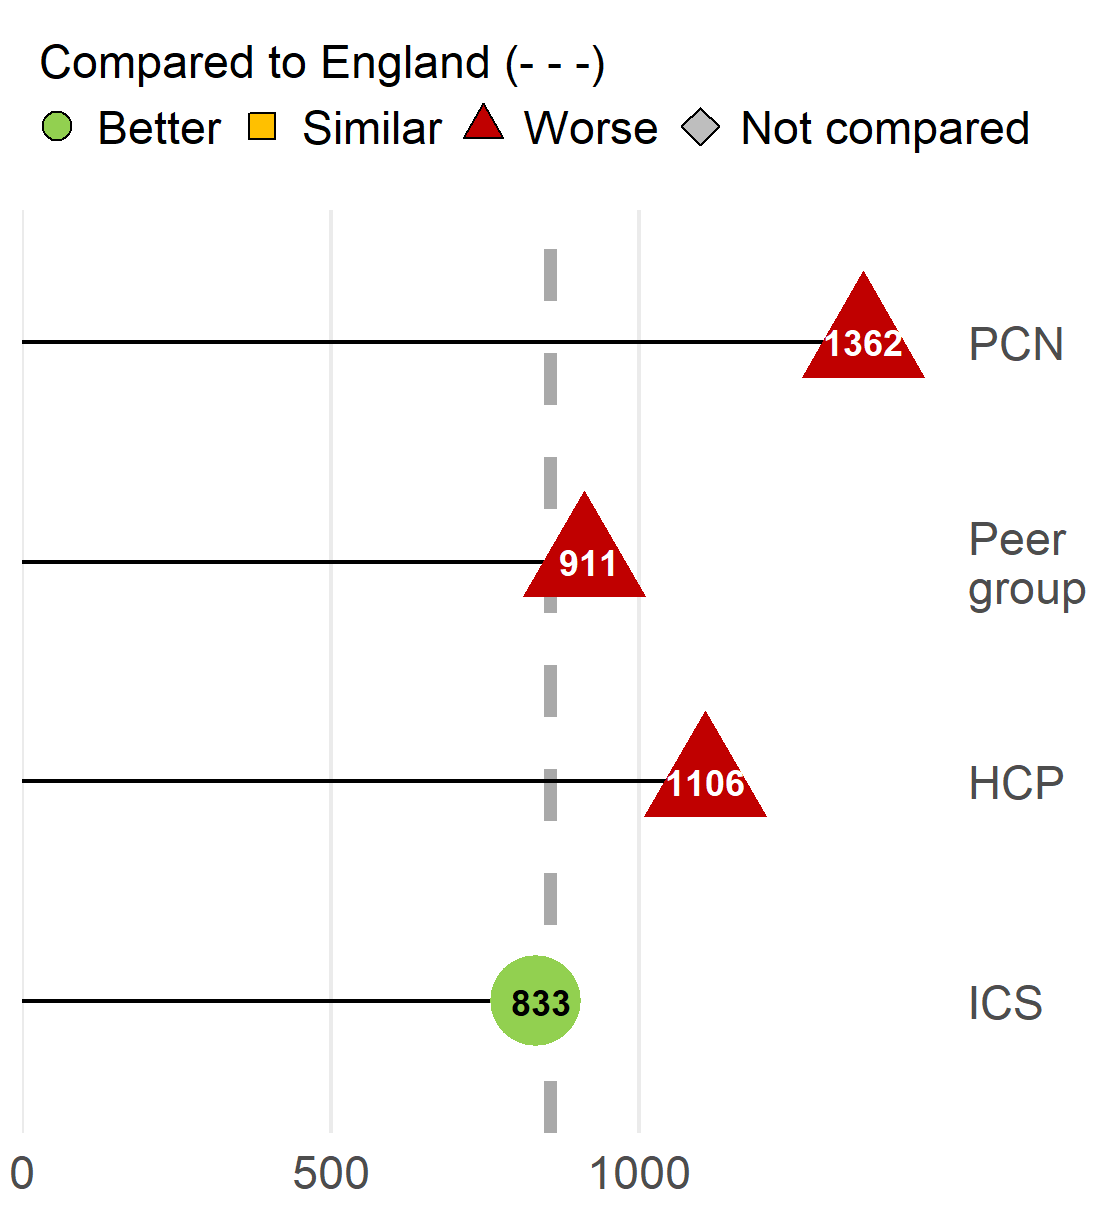 Compared to England (- - -)
Better Similar Worse Not compared
1362 PCN
Peer
911
group
1106 HCP
833 ICS
0 500 1000